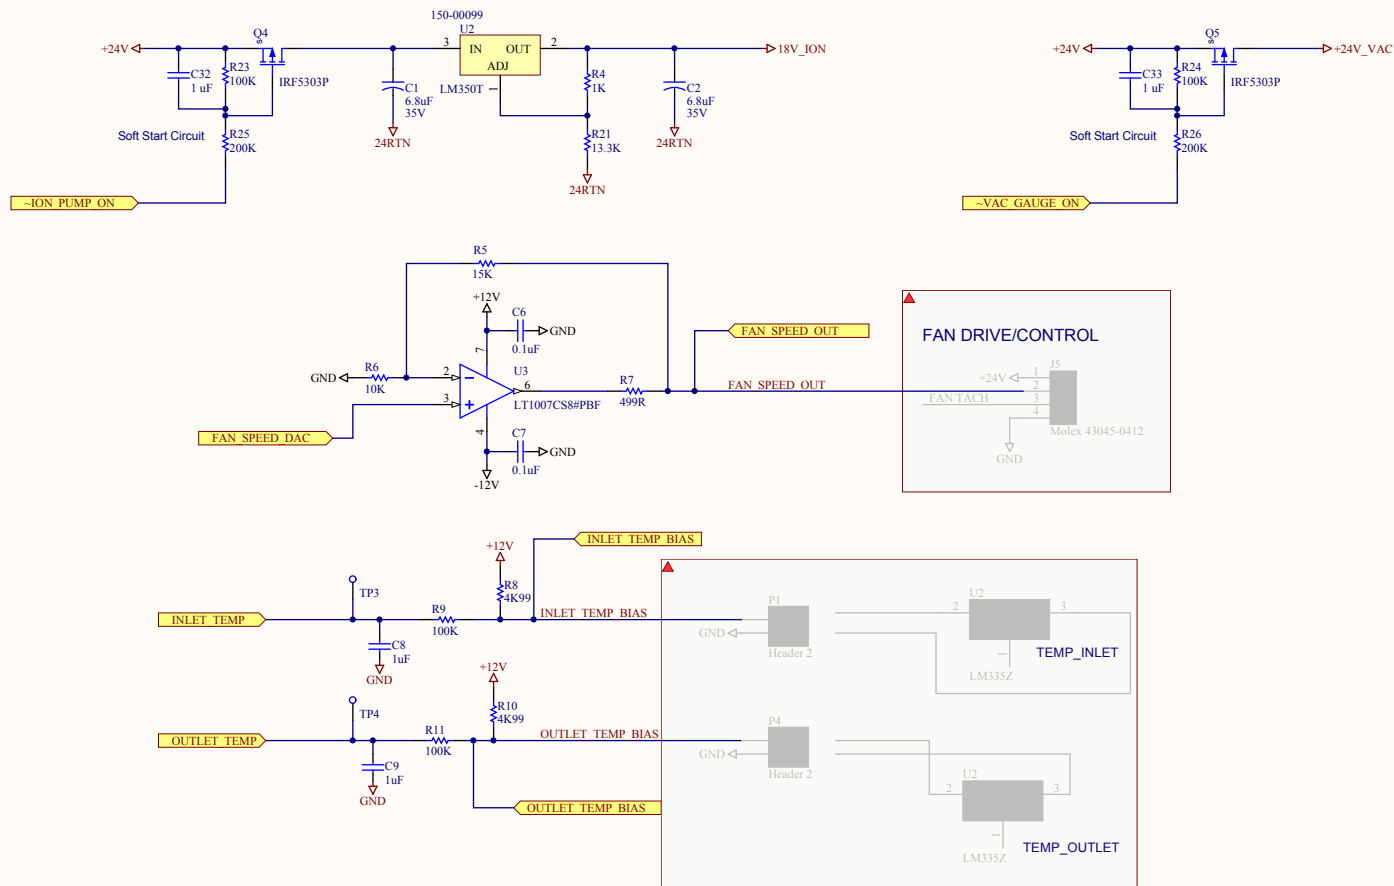 150-00099
+24V
Q4
s
U2
3
IN
OUT
2
18V_ION
ADJ
LM350T
1
C32
1 uF
R23
100K
IRF5303P
C1
6.8uF
35V
R4
1K
C2
6.8uF
35V
Soft Start Circuit
R25
200K
24RTN
R21
13.3K
24RTN
24RTN
~ION_PUMP_ON
+24V
Q5
s
+24V_VAC
C33
1 uF
R24
100K
IRF5303P
Soft Start Circuit
R26
200K
~VAC_GAUGE_ON
R5
15K
+12V
C6
GND
0.1uF
7
FAN_SPEED_OUT
GND
R6
10K
2
3
U3
6
LT1007CS8#PBF
R7
499R
FAN_SPEED_OUT
FAN_SPEED_DAC
4
C7
GND
0.1uF
-12V
FAN DRIVE/CONTROL
J5
+24V
1
2
FAN TACH
3
4
Molex 43045-0412
GND
INLET_TEMP_BIAS
+12V
TP3
R8
4K99
INLET_TEMP
R9
100K
INLET_TEMP_BIAS
C8
1uF
GND
P1
GND
Header 2
U2
2
3
1
LM335Z
TEMP_INLET
+12V
TP4
R10
4K99
OUTLET_TEMP
R11
100K
OUTLET_TEMP_BIAS
C9
1uF
GND
OUTLET_TEMP_BIAS
P4
GND
Header 2
U2
2
3
1
LM335Z
TEMP_OUTLET